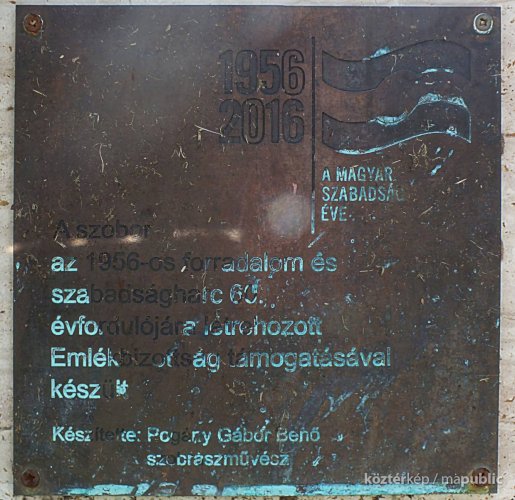 1956
2016
A MAGYAR
SZABADSÁG
ÉVE
A szobor
az 1956-os forradalom és
szabadságharc 60.
évfordulójára létrehozott
Emlékbizottság támogatásával
készült
Készítette: Pogány Gábor Benő
szobrászművész
köztérkép / mapublic